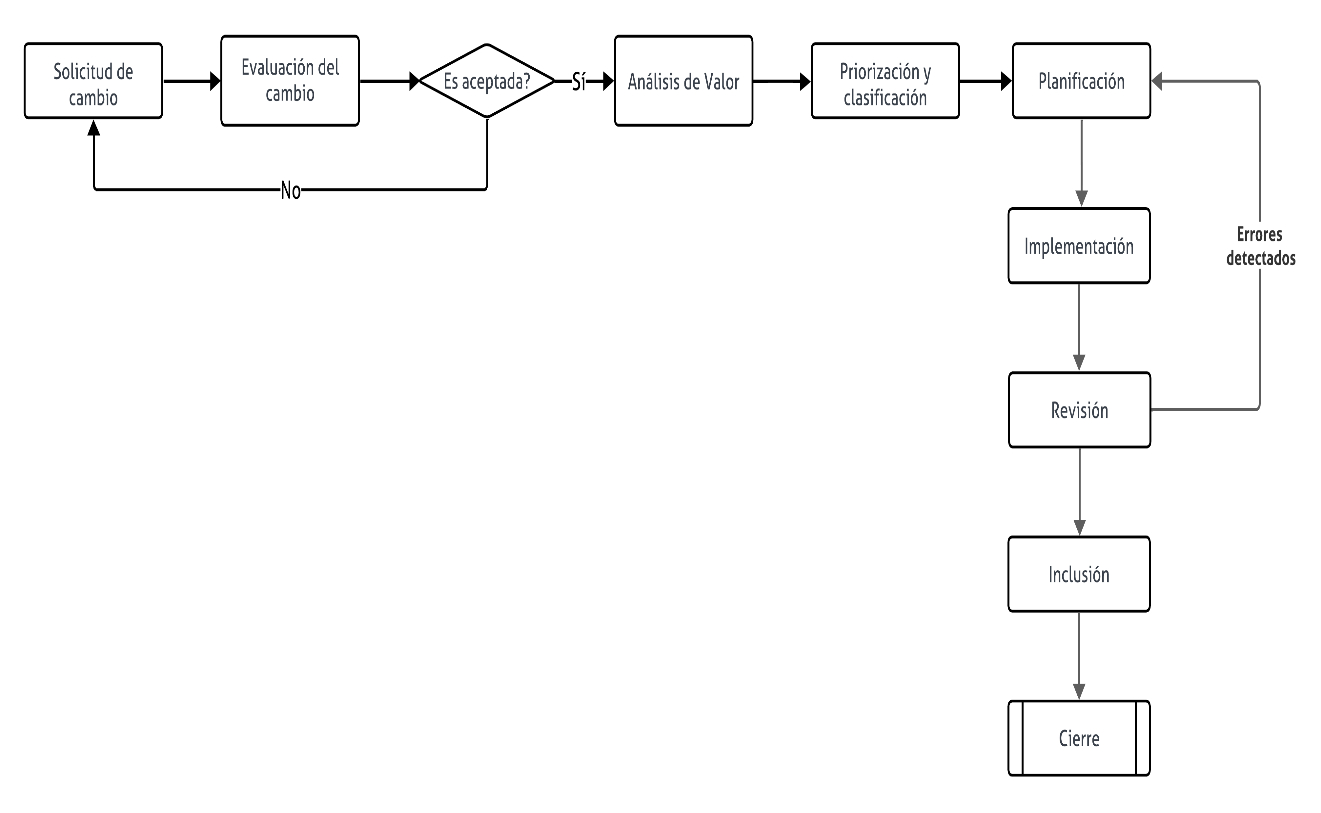 Solicitud de
cambio
Evaluación del
cambio
Es aceptada?
Sí
Análisis de Valor
Priorización y
clasificación
Planificación
No
Implementación
Errores
detectados
Revisión
Inclusión
Cierre